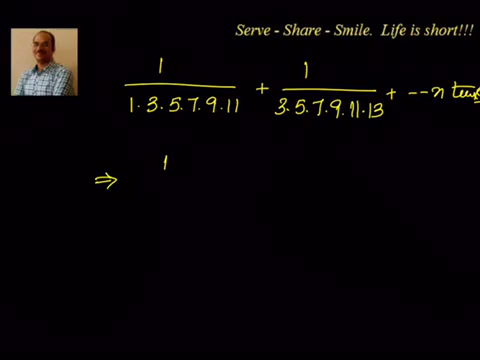 Serve - Share - Smile. Life is short!!!
1/(1·3·5·7·9·11) + 1/(3·5·7·9·11·13) + --n terms
⇒ 1